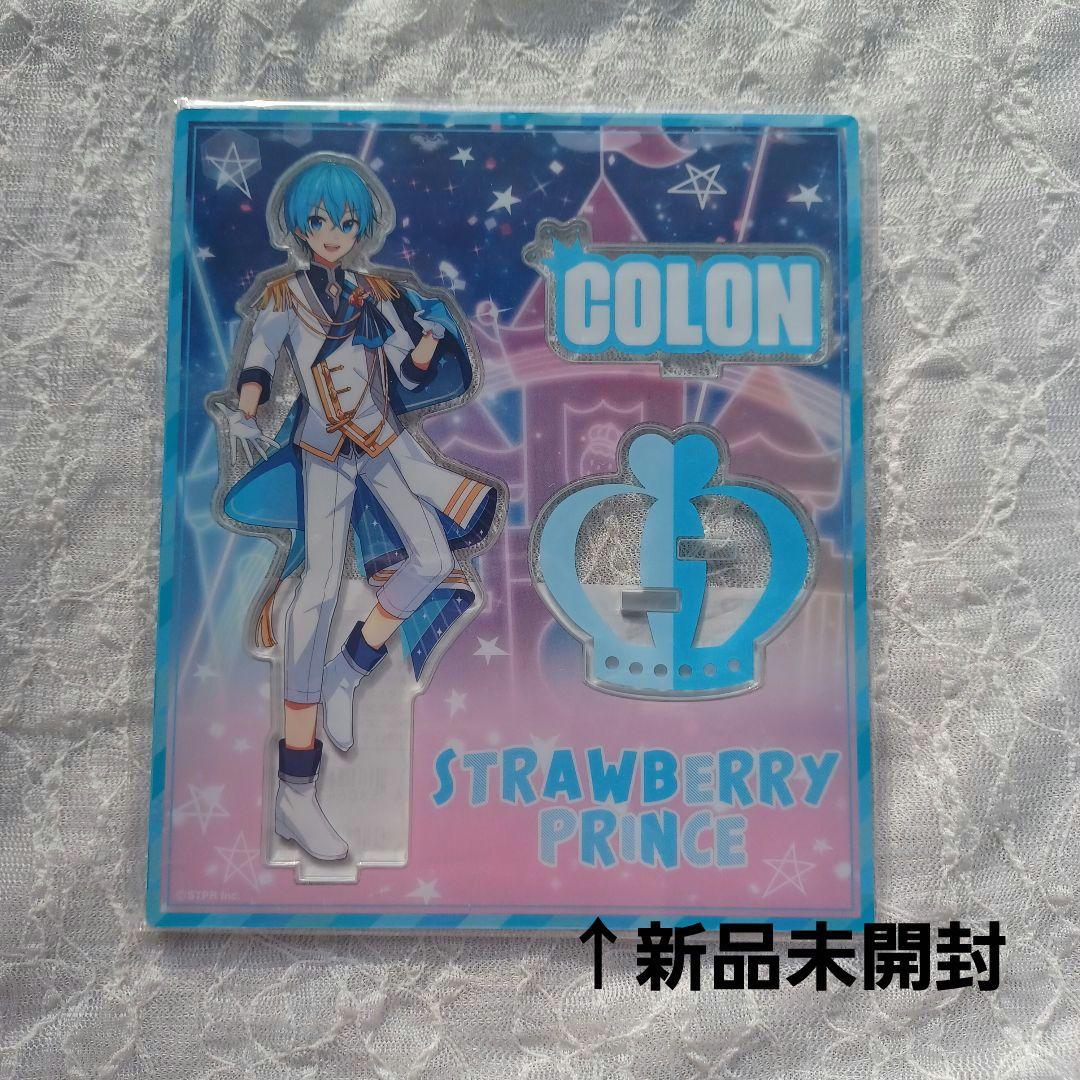 COLON
STRAWBERRY
PRINCE
©STPR Inc.
↑新品未開封